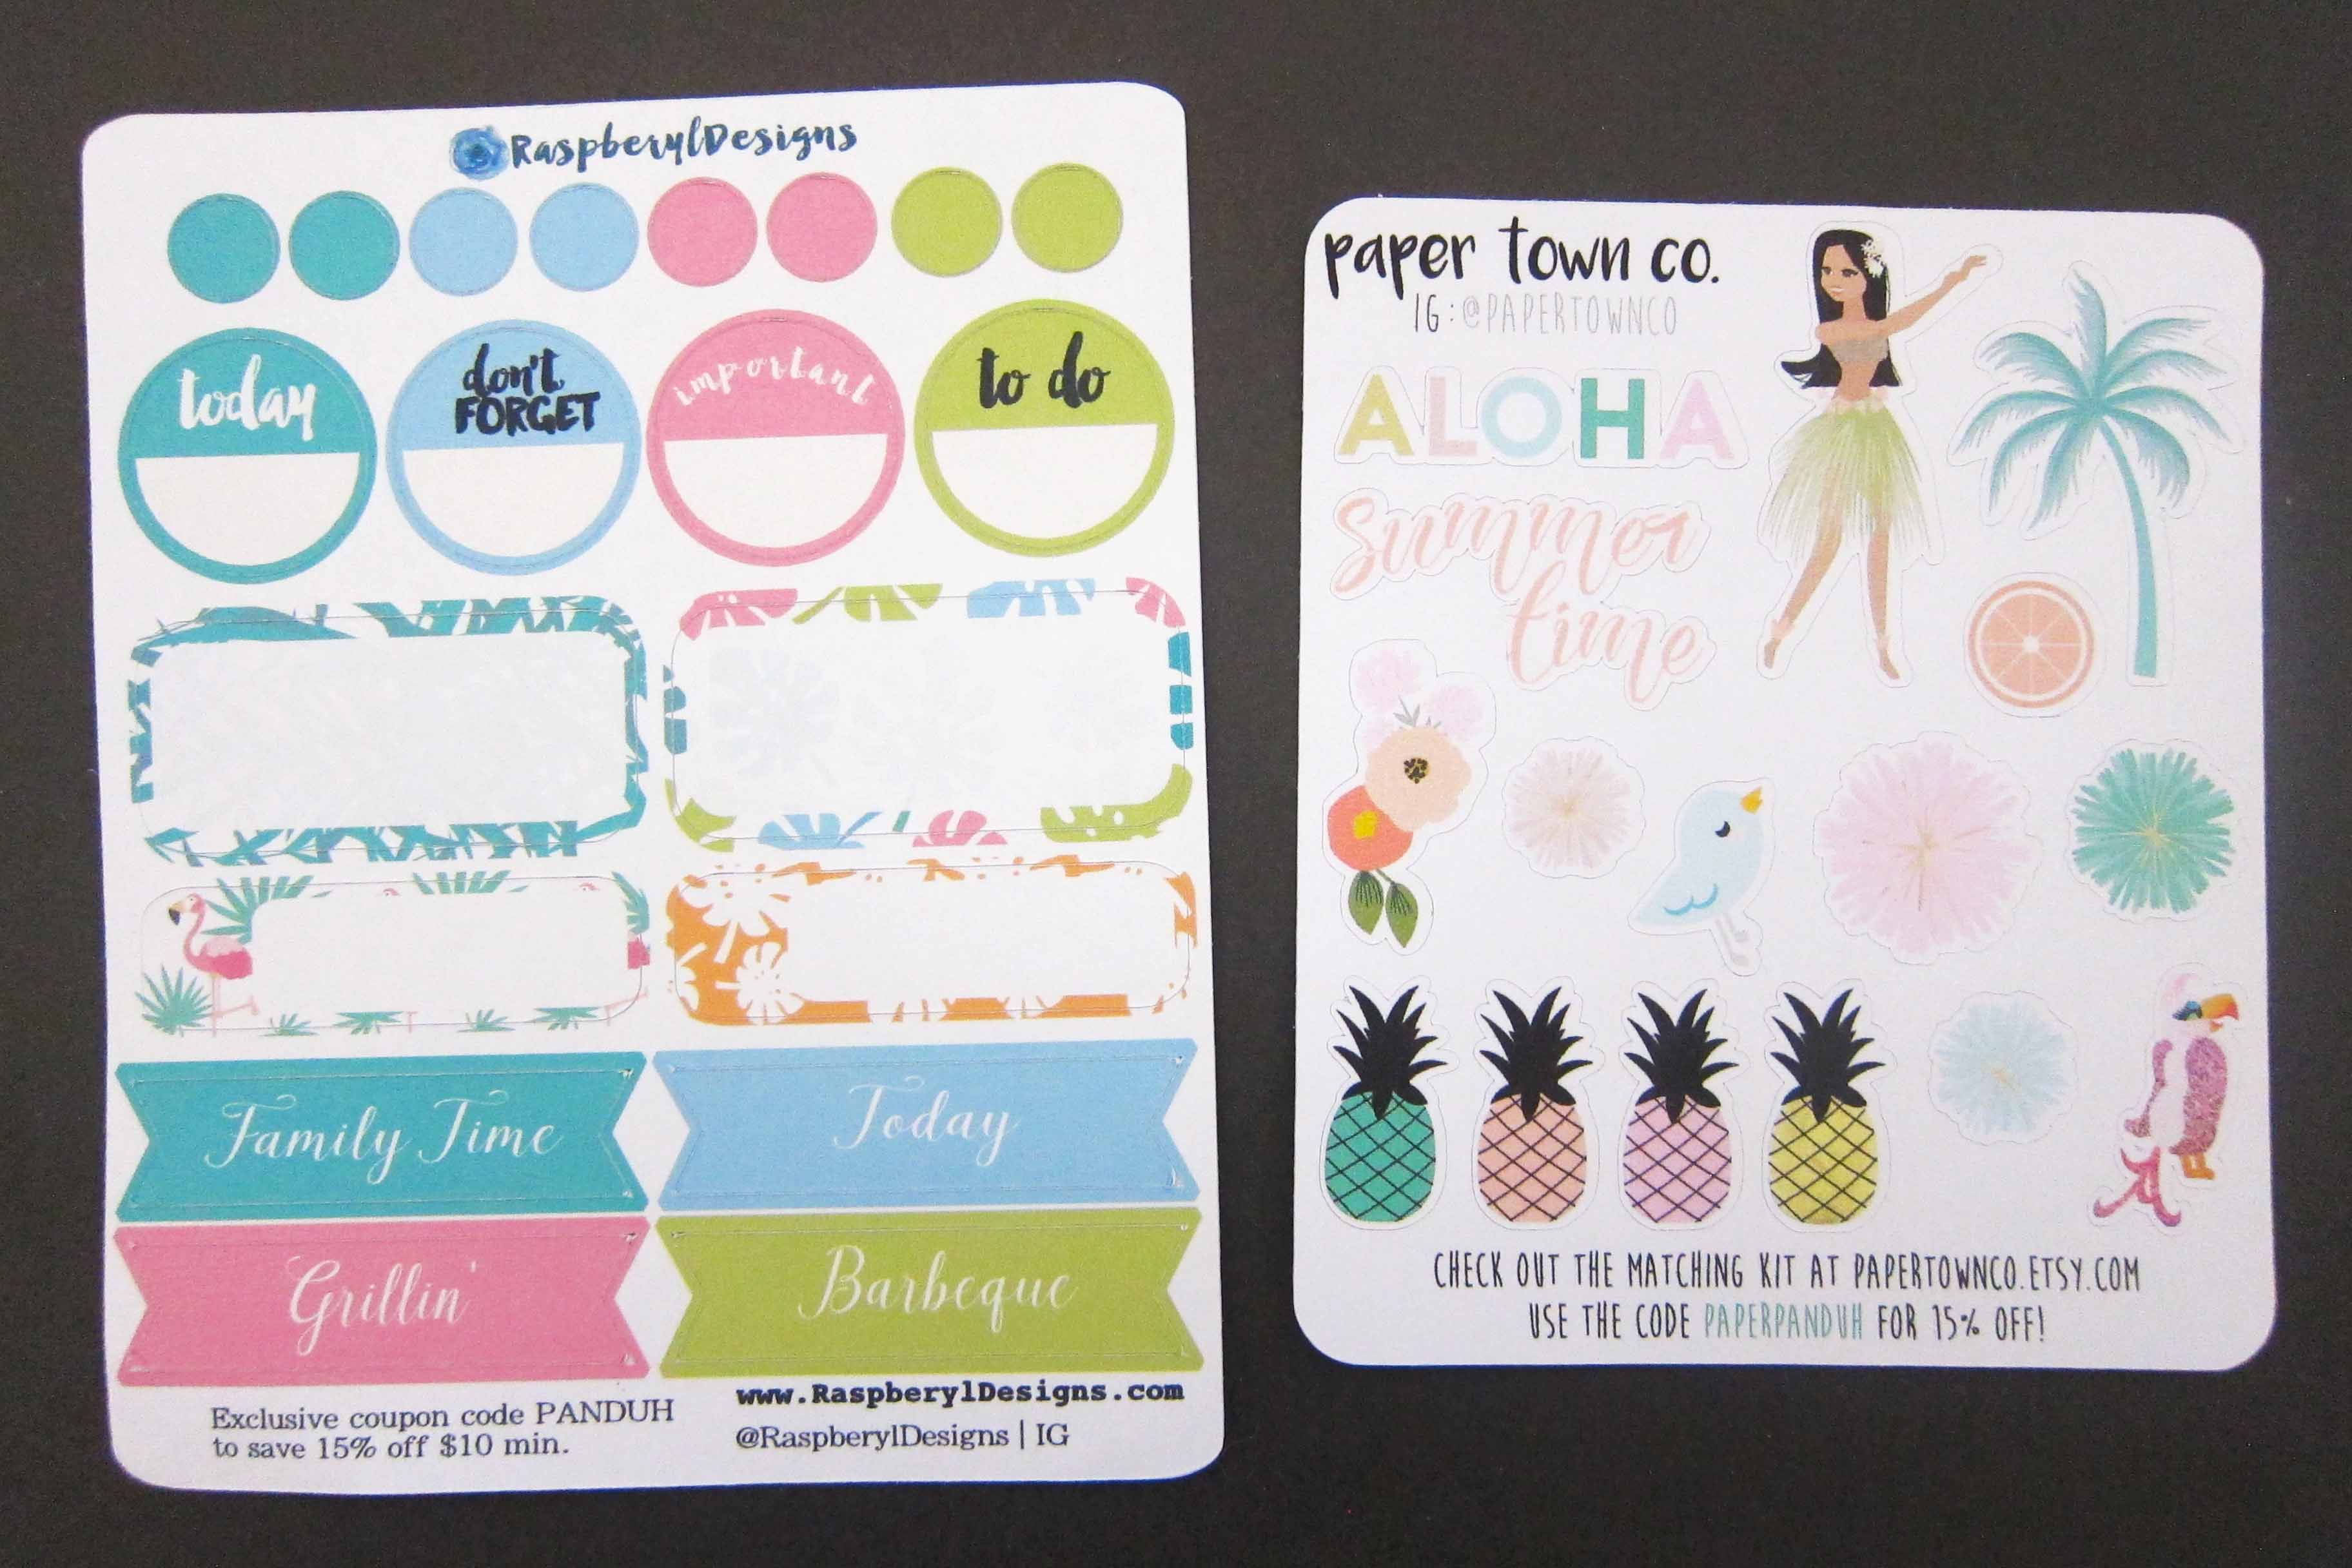 RaspberylDesigns
today
don't
FORGET
important
to do
Family Time
Today
Grillin'
Barbeque
Exclusive coupon code PANDUH
to save 15% off $10 min.
www.RaspberylDesigns.com
@RaspberylDesigns | IG
paper town co.
IG:@PAPERTOWNCO
ALOHA
Summer
time
CHECK OUT THE MATCHING KIT AT PAPERTOWNCO.ETSY.COM
USE THE CODE PAPERPANDUH FOR 15% OFF!